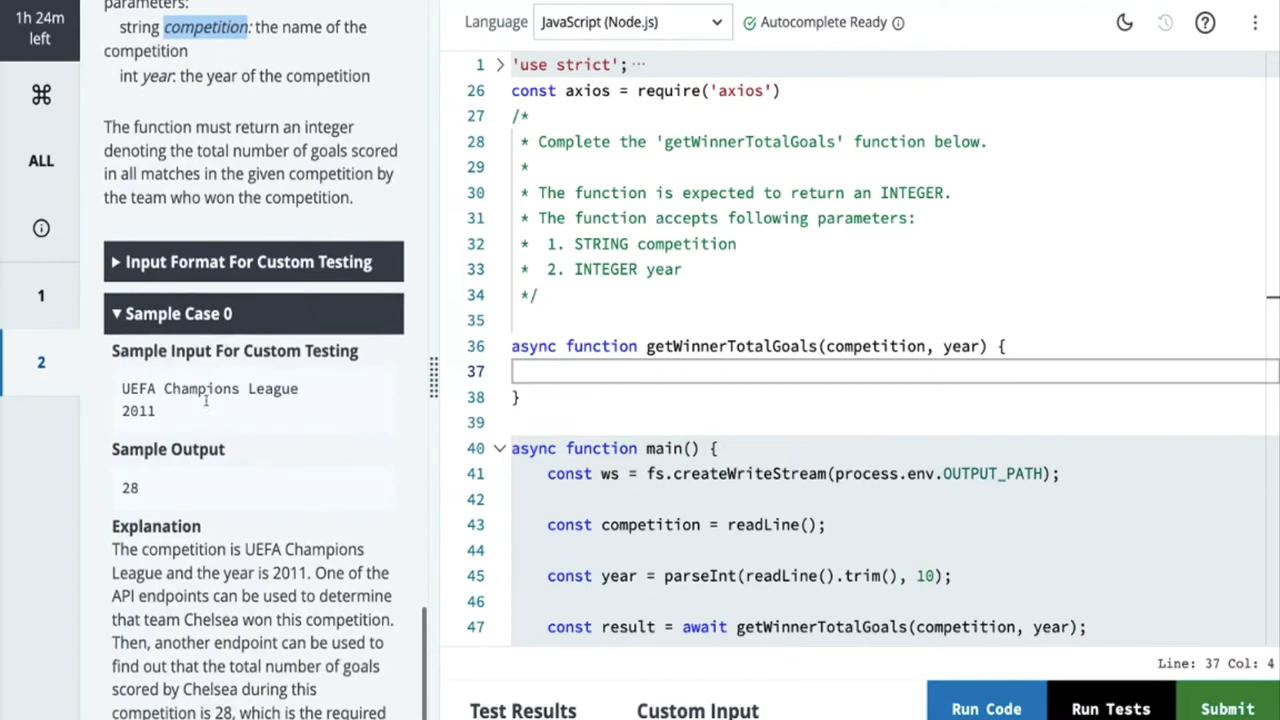 1h 24m
left
ALL
1
2
parameters:
string competition: the name of the
competition
int year: the year of the competition
The function must return an integer
denoting the total number of goals scored
in all matches in the given competition by
the team who won the competition.
Input Format For Custom Testing
Sample Case 0
Sample Input For Custom Testing
UEFA Champions League
2011
Sample Output
28
Explanation
The competition is UEFA Champions
League and the year is 2011. One of the
API endpoints can be used to determine
that team Chelsea won this competition.
Then, another endpoint can be used to
find out that the total number of goals
scored by Chelsea during this
competition is 28, which is the required
Language JavaScript (Node.js) Autocomplete Ready
1 'use strict'; ...
26 const axios = require('axios')
27 /*
28 * Complete the 'getWinnerTotalGoals' function below.
29 *
30 * The function is expected to return an INTEGER.
31 * The function accepts following parameters:
32 * 1. STRING competition
33 * 2. INTEGER year
34 */
35
36 async function getWinnerTotalGoals(competition, year) {
37
38 }
39
40 async function main() {
41 const ws = fs.createWriteStream(process.env.OUTPUT_PATH);
42
43 const competition = readLine();
44
45 const year = parseInt(readLine().trim(), 10);
46
47 const result = await getWinnerTotalGoals(competition, year);
Line: 37 Col: 4
Test Results Custom Input Run Code Run Tests Submit